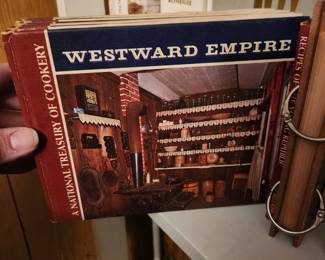 WESTWARD EMPIRE
A NATIONAL TREASURY OF COOKERY
RECIPES OF